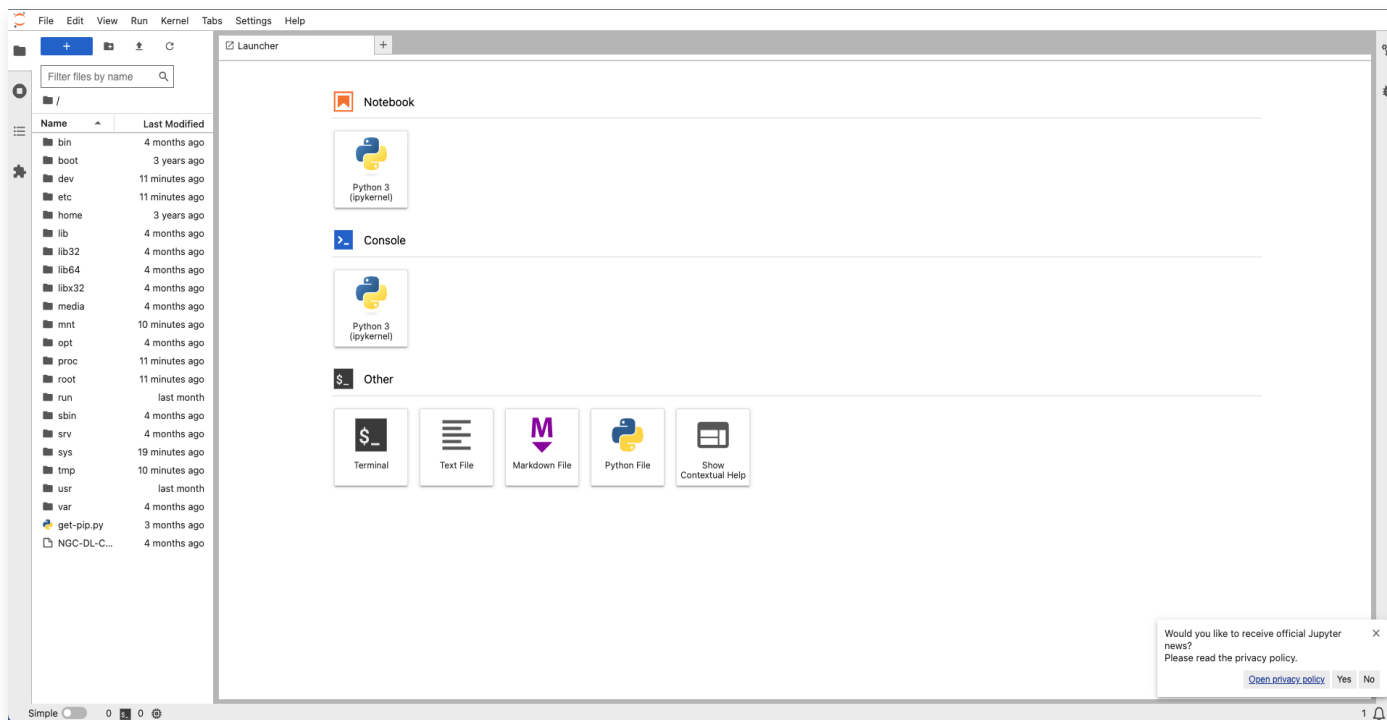 File Edit View Run Kernel Tabs Settings Help
+
Launcher +
Filter files by name
/
Name Last Modified
bin 4 months ago
boot 3 years ago
dev 11 minutes ago
etc 11 minutes ago
home 3 years ago
lib 4 months ago
lib32 4 months ago
lib64 4 months ago
libx32 4 months ago
media 4 months ago
mnt 10 minutes ago
opt 4 months ago
proc 11 minutes ago
root 11 minutes ago
run last month
sbin 4 months ago
srv 4 months ago
sys 19 minutes ago
tmp 10 minutes ago
usr last month
var 4 months ago
get-pip.py 3 months ago
NGC-DL-C... 4 months ago
Notebook
Python 3
(ipykernel)
>_ Console
Python 3
(ipykernel)
$_ Other
$_ M
Terminal Text File Markdown File Python File Show
Contextual Help
Would you like to receive official Jupyter
news?
Please read the privacy policy.
Open privacy policy Yes No
Simple 0 $_ 0 1